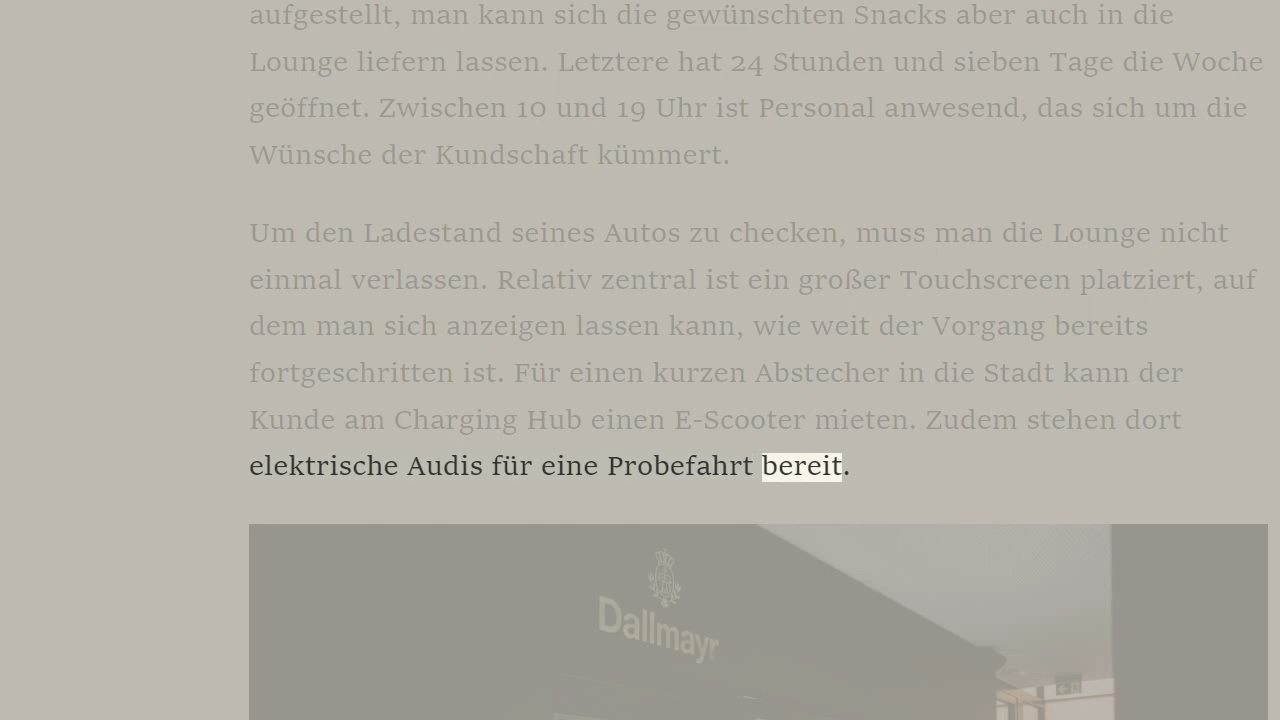 aufgestellt, man kann sich die gewünschten Snacks aber auch in die
Lounge liefern lassen. Letztere hat 24 Stunden und sieben Tage die Woche
geöffnet. Zwischen 10 und 19 Uhr ist Personal anwesend, das sich um die
Wünsche der Kundschaft kümmert.
Um den Ladestand seines Autos zu checken, muss man die Lounge nicht
einmal verlassen. Relativ zentral ist ein großer Touchscreen platziert, auf
dem man sich anzeigen lassen kann, wie weit der Vorgang bereits
fortgeschritten ist. Für einen kurzen Abstecher in die Stadt kann der
Kunde am Charging Hub einen E-Scooter mieten. Zudem stehen dort
elektrische Audis für eine Probefahrt bereit.
Dallmayr